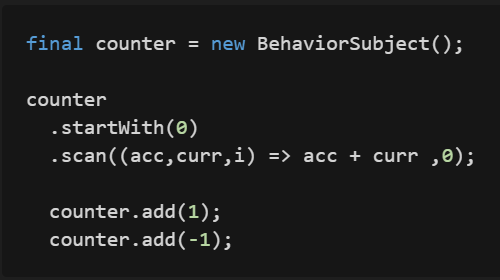 final counter = new BehaviorSubject();
counter
.startWith(0)
.scan((acc,curr,i) => acc + curr ,0);
counter.add(1);
counter.add(-1);